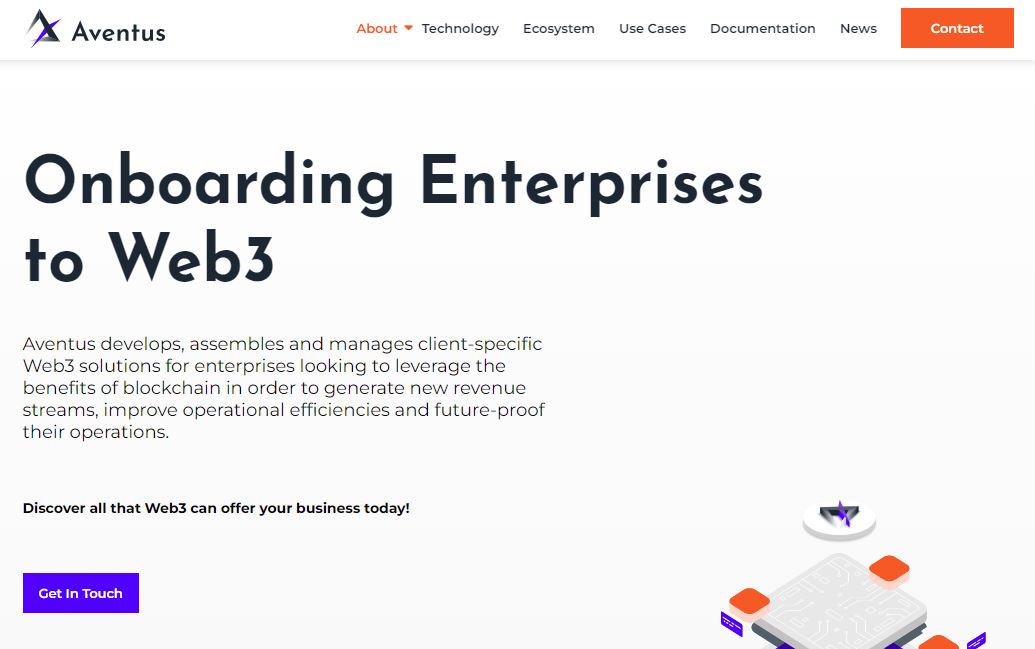 Aventus
About
Technology
Ecosystem
Use Cases
Documentation
News
Contact
Onboarding Enterprises
to Web3
Aventus develops, assembles and manages client-specific
Web3 solutions for enterprises looking to leverage the
benefits of blockchain in order to generate new revenue
streams, improve operational efficiencies and future-proof
their operations.
Discover all that Web3 can offer your business today!
Get In Touch